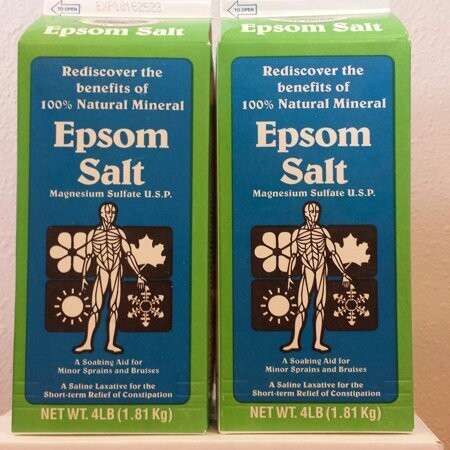 TO OPEN
Epsom Salt
Rediscover the
benefits of
100% Natural Mineral
Epsom
Salt
Magnesium Sulfate U.S.P.
A Soaking Aid for
Minor Sprains and Bruises
A Saline Laxative for the
Short-term Relief of Constipation
NET WT. 4LB (1.81 Kg)
TO OPEN
Epsom Salt
Rediscover the
benefits of
100% Natural Mineral
Epsom
Salt
Magnesium Sulfate U.S.P.
A Soaking Aid for
Minor Sprains and Bruises
A Saline Laxative for the
Short-term Relief of Constipation
NET WT. 4LB (1.81 Kg)